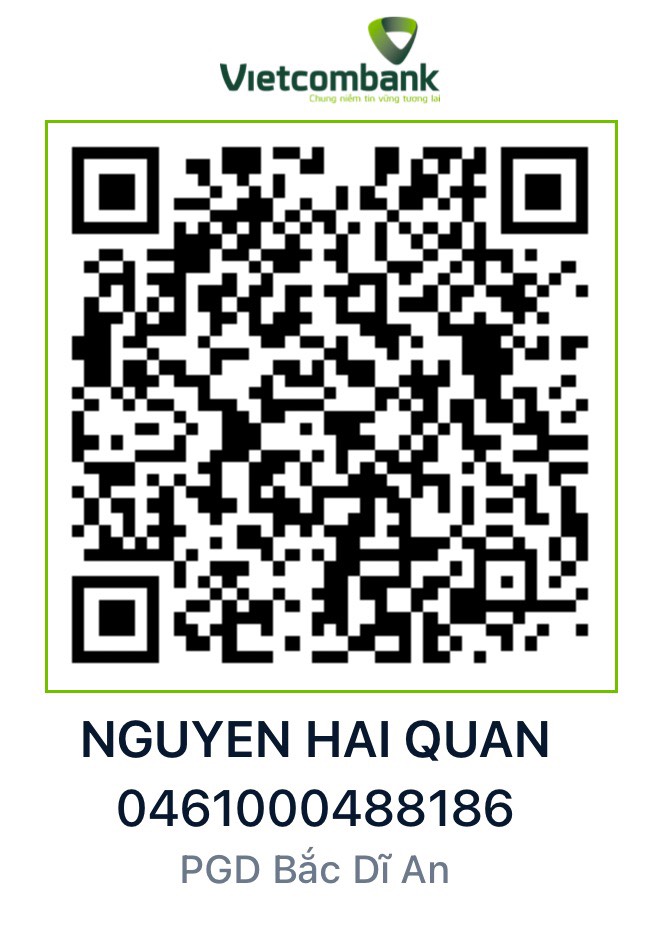 Vietcombank
Chung niềm tin vững tương lai
NGUYEN HAI QUAN
0461000488186
PGD Bắc Dĩ An